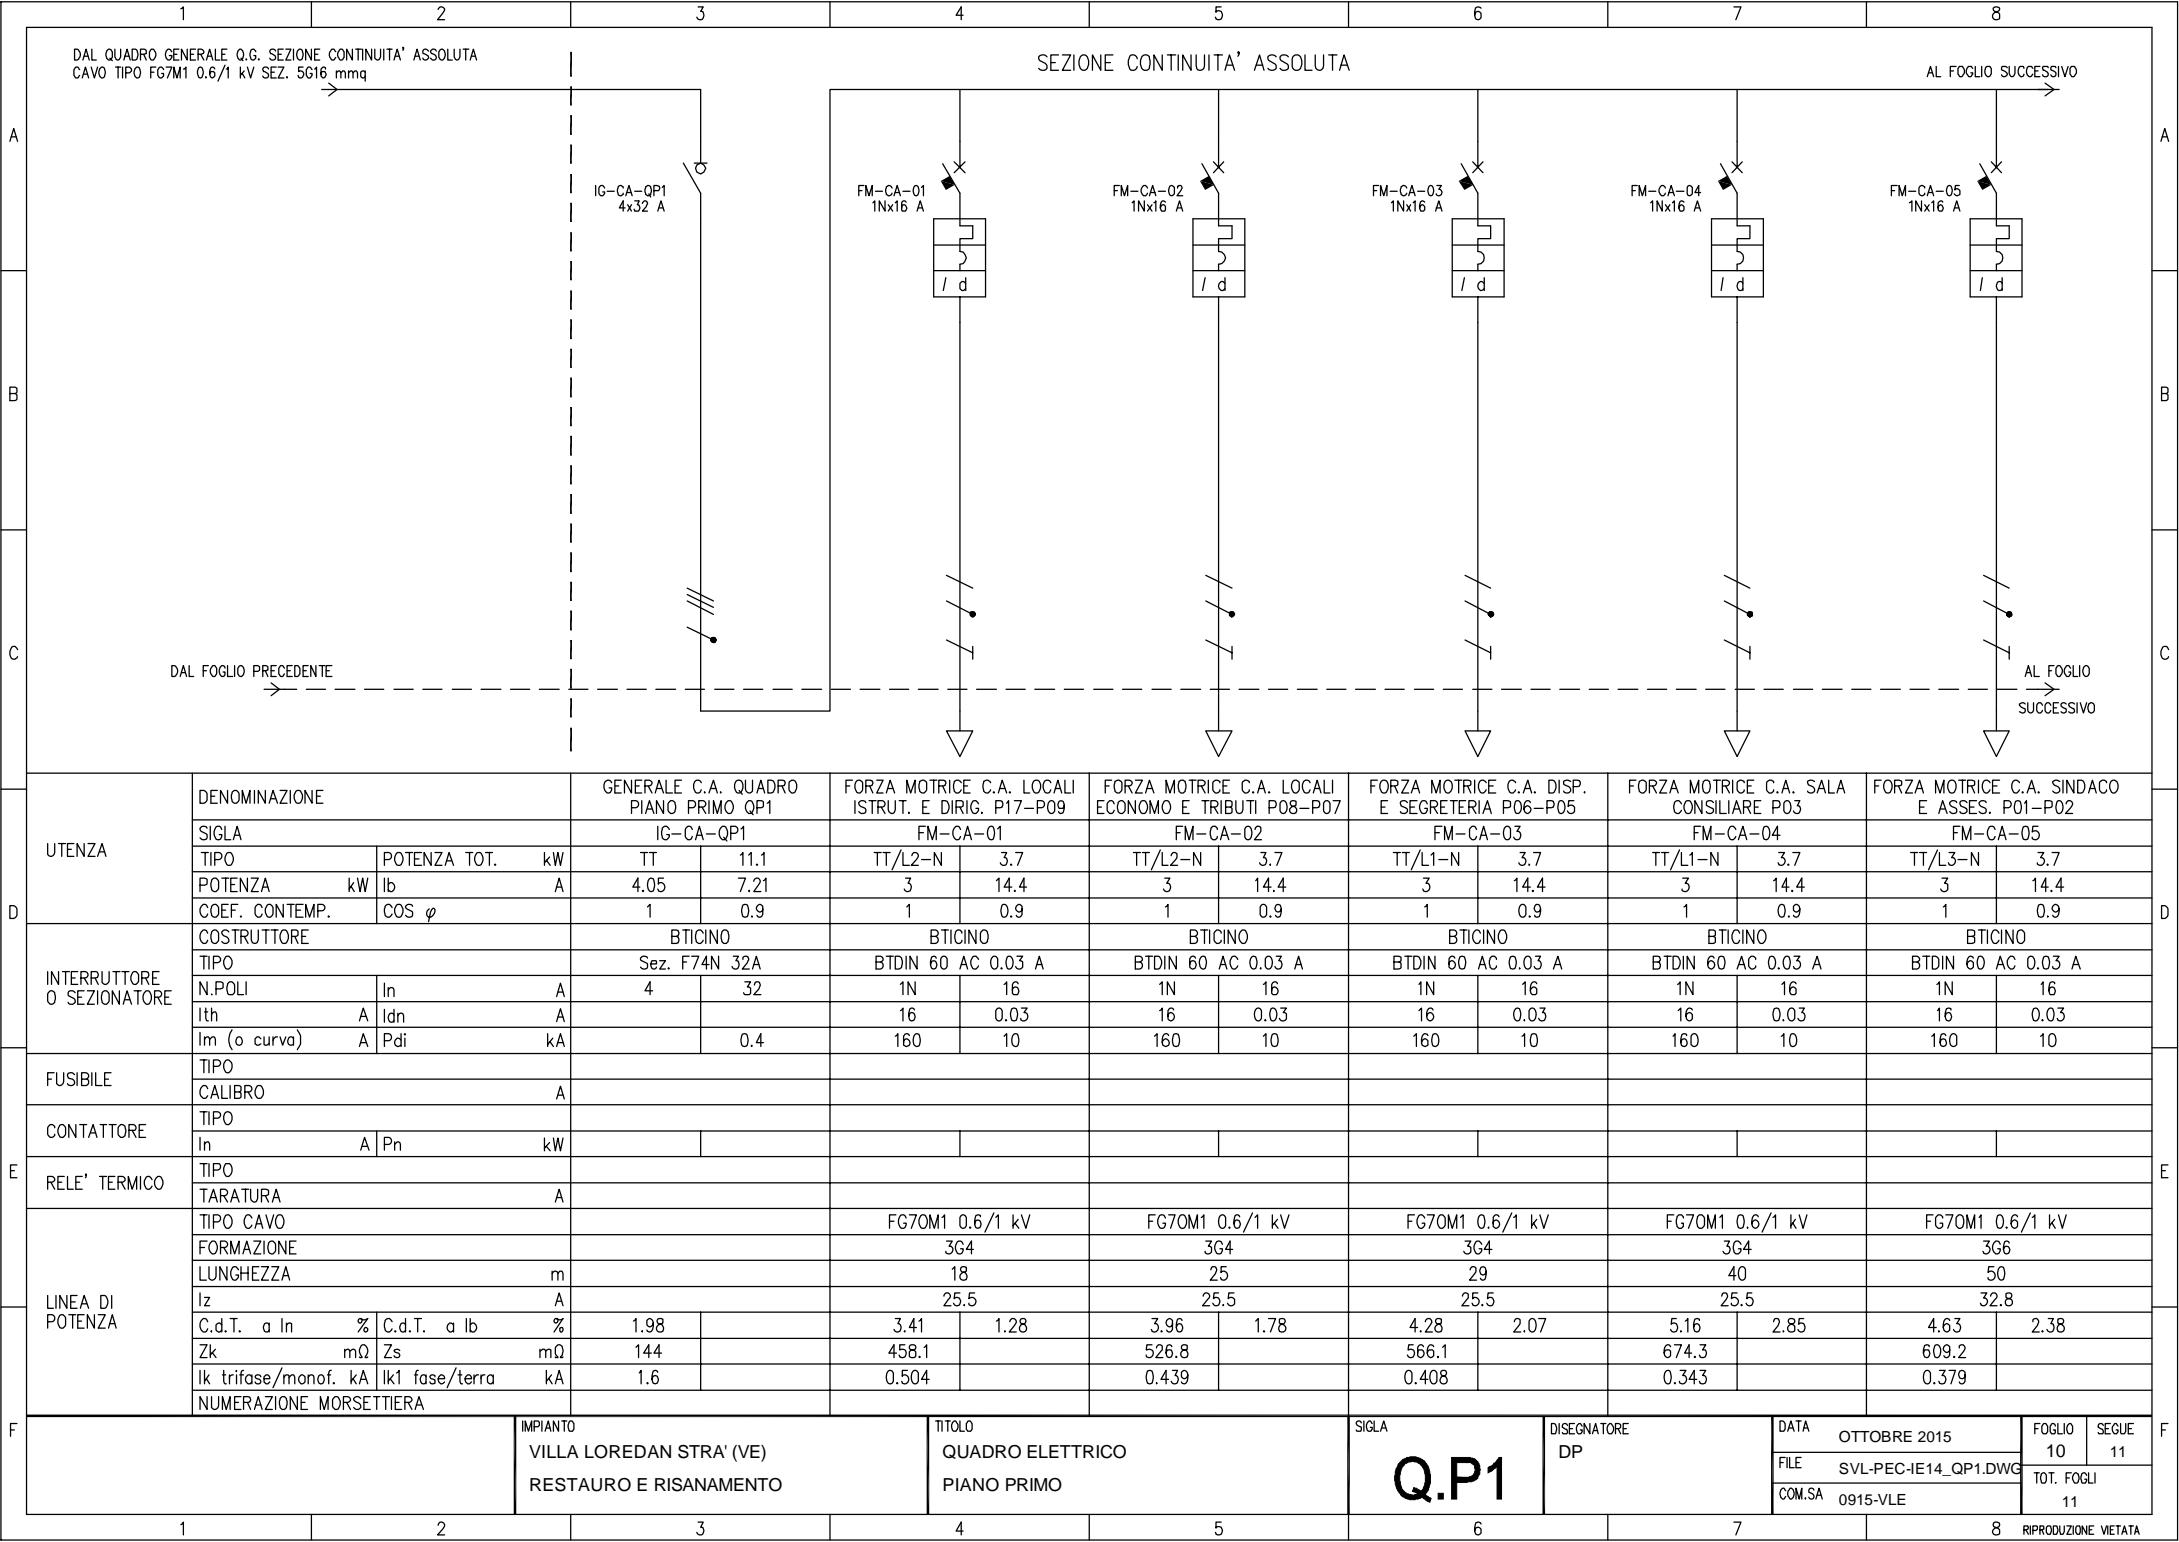 1 2 3 4 5 6 7 8
DAL QUADRO GENERALE Q.G. SEZIONE CONTINUITA' ASSOLUTA
CAVO TIPO FG7M1 0.6/1 kV SEZ. 5G16 mmq
SEZIONE CONTINUITA' ASSOLUTA
AL FOGLIO SUCCESSIVO
A A
IG-CA-QP1 FM-CA-01 FM-CA-02 FM-CA-03 FM-CA-04 FM-CA-05
4x32 A 1Nx16 A 1Nx16 A 1Nx16 A 1Nx16 A 1Nx16 A
I d I d I d I d I d
B B
C C
DAL FOGLIO PRECEDENTE
AL FOGLIO
SUCCESSIVO
UTENZA
DENOMINAZIONE
GENERALE C.A. QUADRO
PIANO PRIMO QP1
FORZA MOTRICE C.A. LOCALI
ISTRUT. E DIRIG. P17-P09
FORZA MOTRICE C.A. LOCALI
ECONOMO E TRIBUTI P08-P07
FORZA MOTRICE C.A. DISP.
E SEGRETERIA P06-P05
FORZA MOTRICE C.A. SALA
CONSILIARE P03
FORZA MOTRICE C.A. SINDACO
E ASSES. P01-P02
SIGLA IG-CA-QP1 FM-CA-01 FM-CA-02 FM-CA-03 FM-CA-04 FM-CA-05
TIPO POTENZA TOT. kW TT 11.1 TT/L2-N 3.7 TT/L2-N 3.7 TT/L1-N 3.7 TT/L1-N 3.7 TT/L3-N 3.7
POTENZA kW Ib A 4.05 7.21 3 14.4 3 14.4 3 14.4 3 14.4 3 14.4
COEF. CONTEMP. COS φ 1 0.9 1 0.9 1 0.9 1 0.9 1 0.9 1 0.9
D D
INTERRUTTORE
O SEZIONATORE
COSTRUTTORE BTICINO BTICINO BTICINO BTICINO BTICINO BTICINO
TIPO Sez. F74N 32A BTDIN 60 AC 0.03 A BTDIN 60 AC 0.03 A BTDIN 60 AC 0.03 A BTDIN 60 AC 0.03 A BTDIN 60 AC 0.03 A
N.POLI In A 4 32 1N 16 1N 16 1N 16 1N 16 1N 16
Ith A Idn A 16 0.03 16 0.03 16 0.03 16 0.03 16 0.03
Im (o curva) A Pdi kA 0.4 160 10 160 10 160 10 160 10 160 10
FUSIBILE
TIPO
CALIBRO A
CONTATTORE
TIPO
In A Pn kW
E E
RELE' TERMICO
TIPO
TARATURA A
LINEA DI
POTENZA
TIPO CAVO FG7OM1 0.6/1 kV FG7OM1 0.6/1 kV FG7OM1 0.6/1 kV FG7OM1 0.6/1 kV FG7OM1 0.6/1 kV
FORMAZIONE 3G4 3G4 3G4 3G4 3G6
LUNGHEZZA m 18 25 29 40 50
Iz A 25.5 25.5 25.5 25.5 32.8
C.d.T. a In % C.d.T. a Ib % 1.98 3.41 1.28 3.96 1.78 4.28 2.07 5.16 2.85 4.63 2.38
Zk mΩ Zs mΩ 144 458.1 526.8 566.1 674.3 609.2
Ik trifase/monof. kA Ik1 fase/terra kA 1.6 0.504 0.439 0.408 0.343 0.379
NUMERAZIONE MORSETTIERA
F F
IMPIANTO
VILLA LOREDAN STRA' (VE)
RESTAURO E RISANAMENTO
TITOLO
QUADRO ELETTRICO
PIANO PRIMO
SIGLA
Q.P1
DISEGNATORE
DP
DATA OTTOBRE 2015
FILE SVL-PEC-IE14_QP1.DWG
COM.SA 0915-VLE
FOGLIO SEGUE
10 11
TOT. FOGLI
11
1 2 3 4 5 6 7 8
RIPRODUZIONE VIETATA